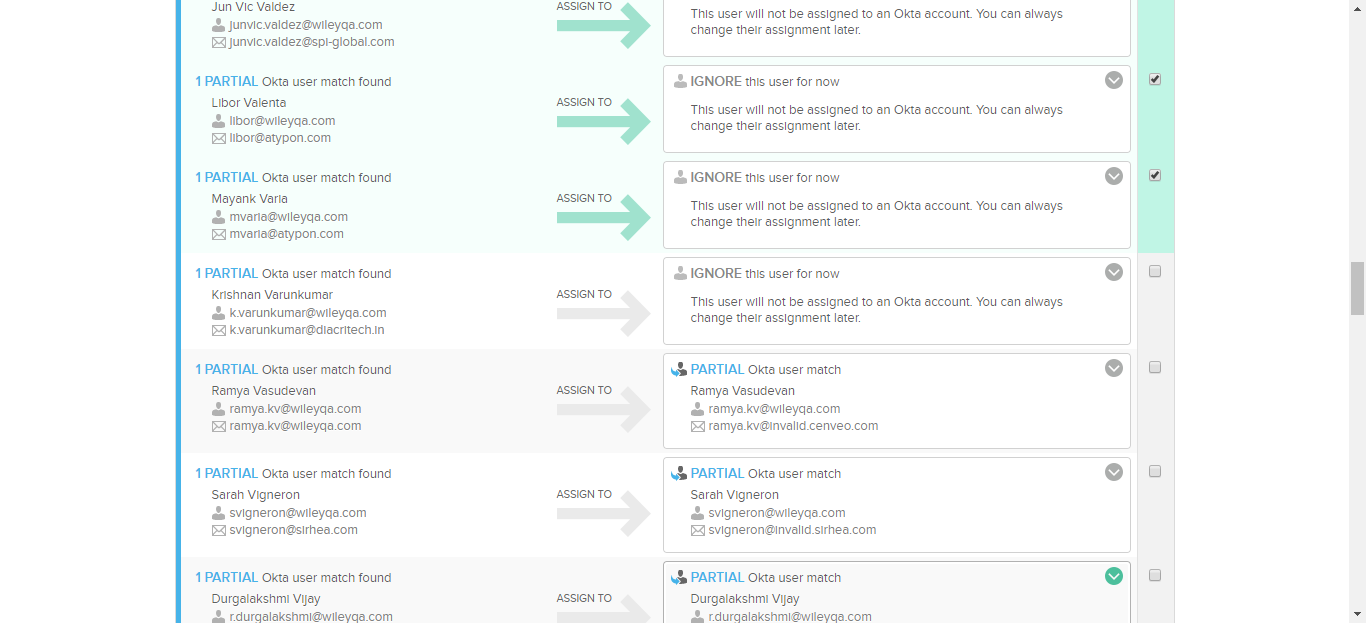 Jun Vic Valdez
junvic.valdez@wileyqa.com
junvic.valdez@spi-global.com
ASSIGN TO
This user will not be assigned to an Okta account. You can always
change their assignment later.
1 PARTIAL Okta user match found
Libor Valenta
libor@wileyqa.com
libor@atypon.com
ASSIGN TO
IGNORE this user for now
This user will not be assigned to an Okta account. You can always
change their assignment later.
1 PARTIAL Okta user match found
Mayank Varia
mvaria@wileyqa.com
mvaria@atypon.com
ASSIGN TO
IGNORE this user for now
This user will not be assigned to an Okta account. You can always
change their assignment later.
1 PARTIAL Okta user match found
Krishnan Varunkumar
k.varunkumar@wileyqa.com
k.varunkumar@diacritech.in
ASSIGN TO
IGNORE this user for now
This user will not be assigned to an Okta account. You can always
change their assignment later.
1 PARTIAL Okta user match found
Ramya Vasudevan
ramya.kv@wileyqa.com
ramya.kv@wileyqa.com
ASSIGN TO
PARTIAL Okta user match
Ramya Vasudevan
ramya.kv@wileyqa.com
ramya.kv@invalid.cenveo.com
1 PARTIAL Okta user match found
Sarah Vigneron
svigneron@wileyqa.com
svigneron@sirhea.com
ASSIGN TO
PARTIAL Okta user match
Sarah Vigneron
svigneron@wileyqa.com
svigneron@invalid.sirhea.com
1 PARTIAL Okta user match found
Durgalakshmi Vijay
r.durgalakshmi@wileyqa.com
ASSIGN TO
PARTIAL Okta user match
Durgalakshmi Vijay
r.durgalakshmi@wileyqa.com